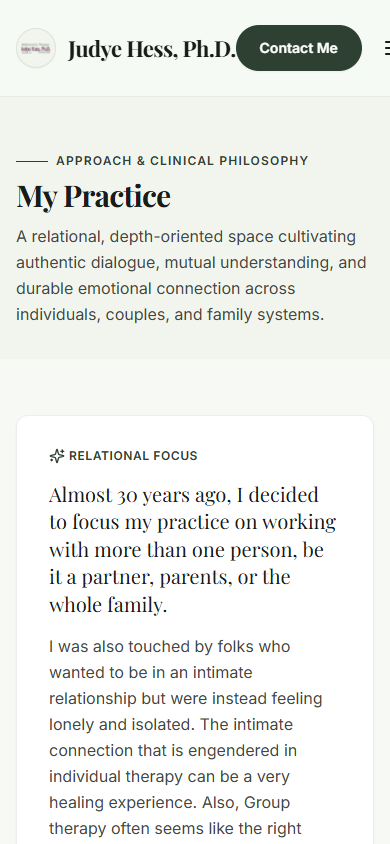 Judye Hess, Ph.D.
Contact Me
APPROACH & CLINICAL PHILOSOPHY
My Practice
A relational, depth-oriented space cultivating
authentic dialogue, mutual understanding, and
durable emotional connection across
individuals, couples, and family systems.
RELATIONAL FOCUS
Almost 30 years ago, I decided
to focus my practice on working
with more than one person, be
it a partner, parents, or the
whole family.
I was also touched by folks who
wanted to be in an intimate
relationship but were instead feeling
lonely and isolated. The intimate
connection that is engendered in
individual therapy can be a very
healing experience. Also, Group
therapy often seems like the right